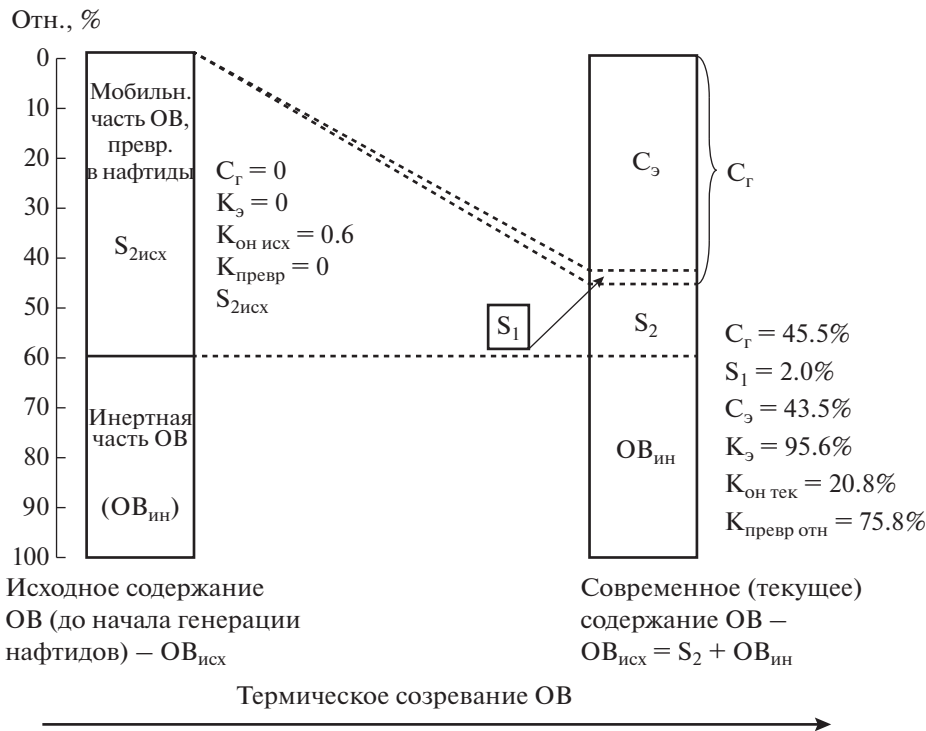 Отн., %
0
10
20
30
40
50
60
70
80
90
100
Мобильн.
часть ОВ,
превр.
в нафтиды
S₂исх
Инертная
часть ОВ
(ОВин)
Cг = 0
Kэ = 0
Kон исх = 0.6
Kпревр = 0
S₂исх
S₁
Cэ
Cг
S₂
ОВин
Cг = 45.5%
S₁ = 2.0%
Cэ = 43.5%
Kэ = 95.6%
Kон тек = 20.8%
Kпревр отн = 75.8%
Исходное содержание
ОВ (до начала генерации
нафтидов) – ОВисх
Современное (текущее)
содержание ОВ –
ОВисх = S₂ + ОВин
Термическое созревание ОВ